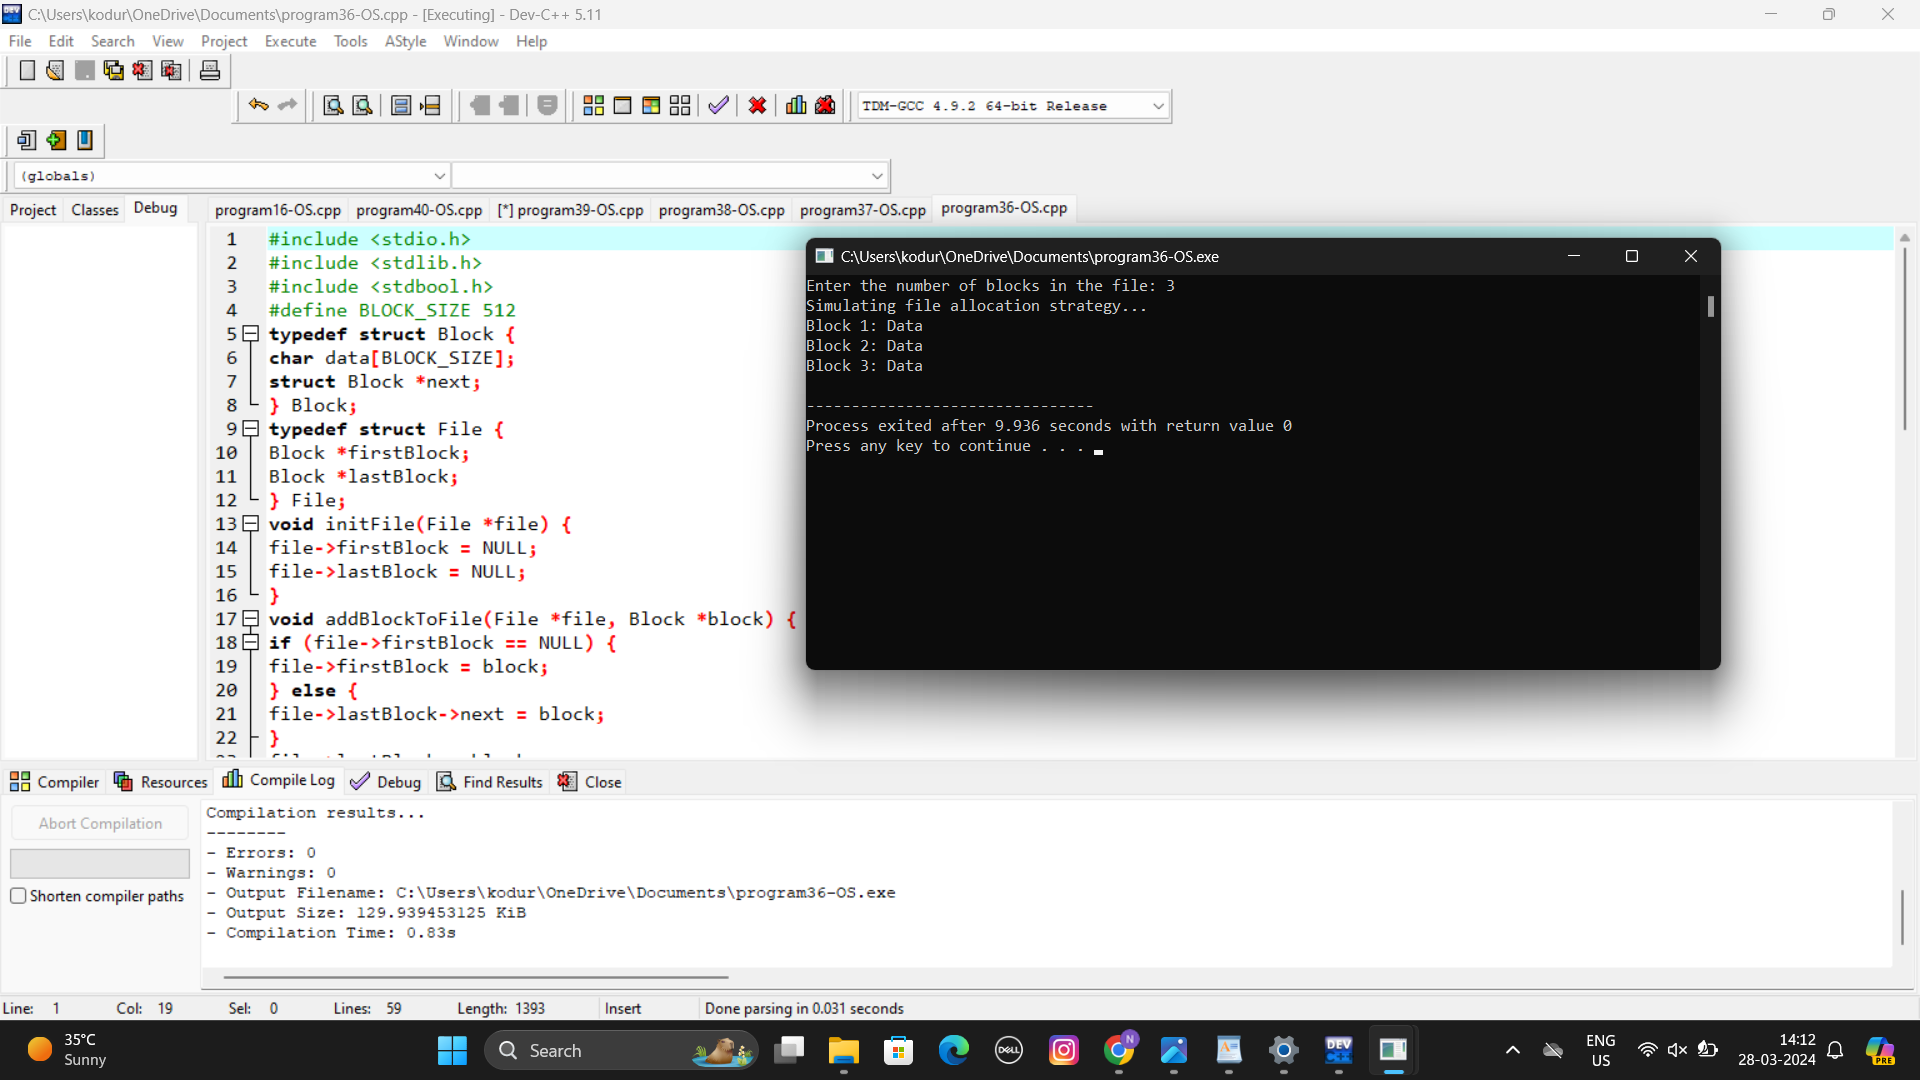 C:\Users\kodur\OneDrive\Documents\program36-OS.cpp - [Executing] - Dev-C++ 5.11
File Edit Search View Project Execute Tools AStyle Window Help
TDM-GCC 4.9.2 64-bit Release
(globals)
Project Classes Debug
program16-OS.cpp program40-OS.cpp [*] program39-OS.cpp program38-OS.cpp program37-OS.cpp program36-OS.cpp
1 #include <stdio.h>
2 #include <stdlib.h>
3 #include <stdbool.h>
4 #define BLOCK_SIZE 512
5 typedef struct Block {
6 char data[BLOCK_SIZE];
7 struct Block *next;
8 } Block;
9 typedef struct File {
10 Block *firstBlock;
11 Block *lastBlock;
12 } File;
13 void initFile(File *file) {
14 file->firstBlock = NULL;
15 file->lastBlock = NULL;
16 }
17 void addBlockToFile(File *file, Block *block) {
18 if (file->firstBlock == NULL) {
19 file->firstBlock = block;
20 } else {
21 file->lastBlock->next = block;
22 }
C:\Users\kodur\OneDrive\Documents\program36-OS.exe
Enter the number of blocks in the file: 3
Simulating file allocation strategy...
Block 1: Data
Block 2: Data
Block 3: Data
--------------------------------
Process exited after 9.936 seconds with return value 0
Press any key to continue . . .
Compiler Resources Compile Log Debug Find Results Close
Abort Compilation
Shorten compiler paths
Compilation results...
--------
- Errors: 0
- Warnings: 0
- Output Filename: C:\Users\kodur\OneDrive\Documents\program36-OS.exe
- Output Size: 129.939453125 KiB
- Compilation Time: 0.83s
Line: 1 Col: 19 Sel: 0 Lines: 59 Length: 1393 Insert Done parsing in 0.031 seconds
35°C
Sunny
Search
DELL
N
DEV
ENG
US
14:12
28-03-2024
PRE